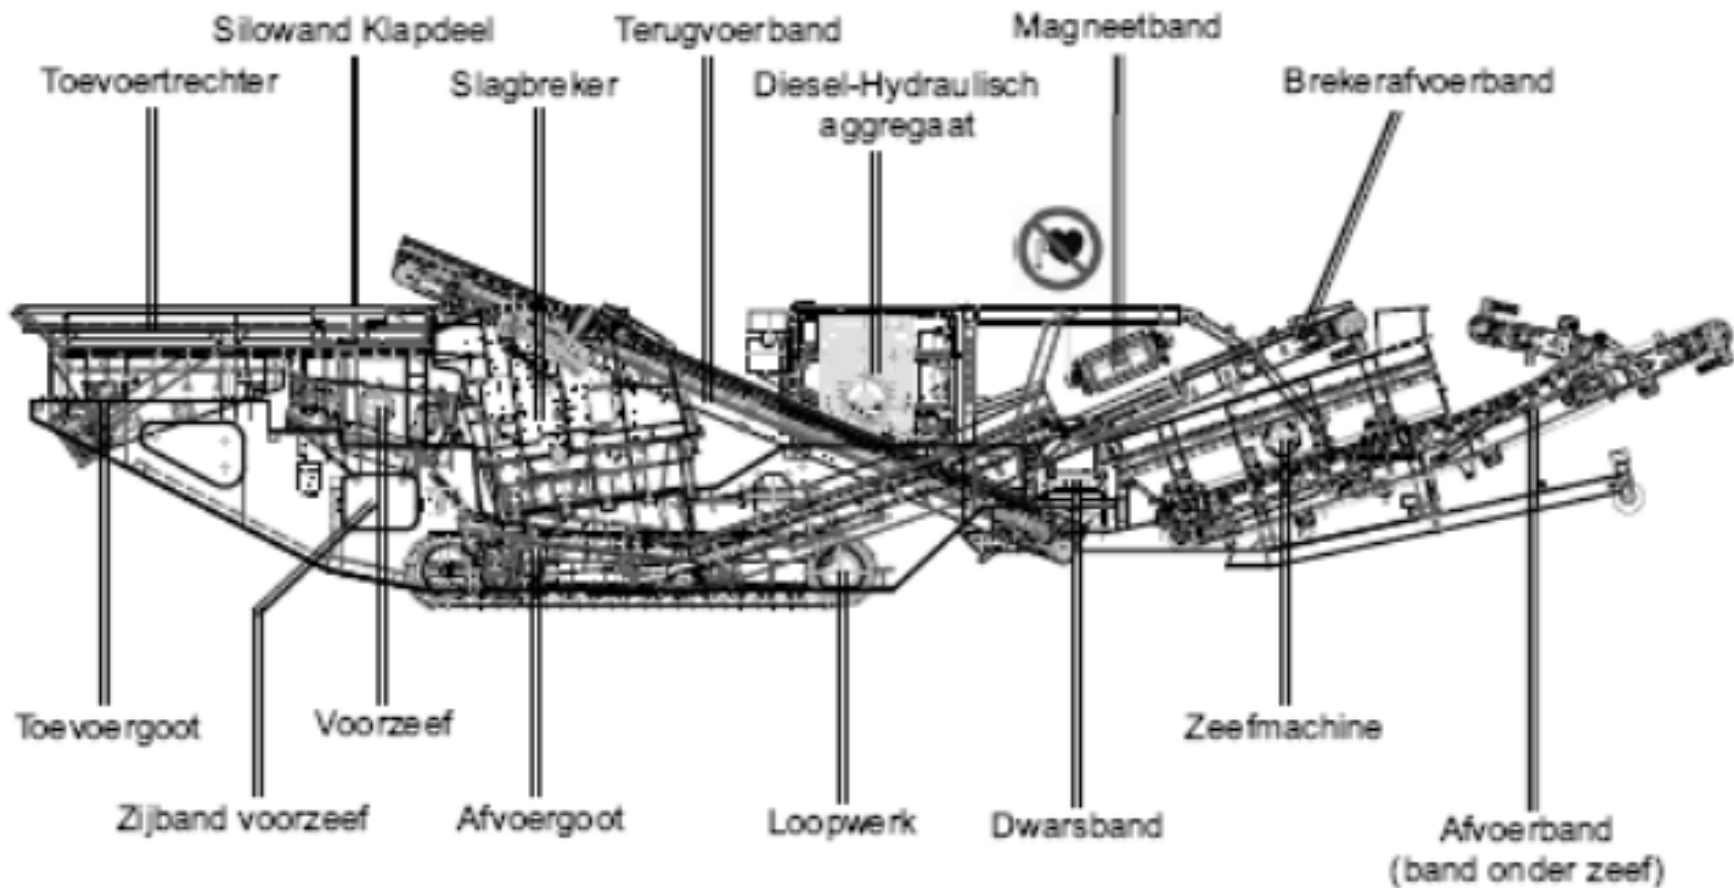 Silowand Klapdeel
Terugvoerband
Magneetband
Toevoertrechter
Slagbreker
Diesel-Hydraulisch
aggregaat
Brekerafvoerband
Toevoergoot
Voorzeef
Zeefmachine
Zijband voorzeef
Afvoergoot
Loopwerk
Dwarsband
Afvoerband
(band onder zeef)